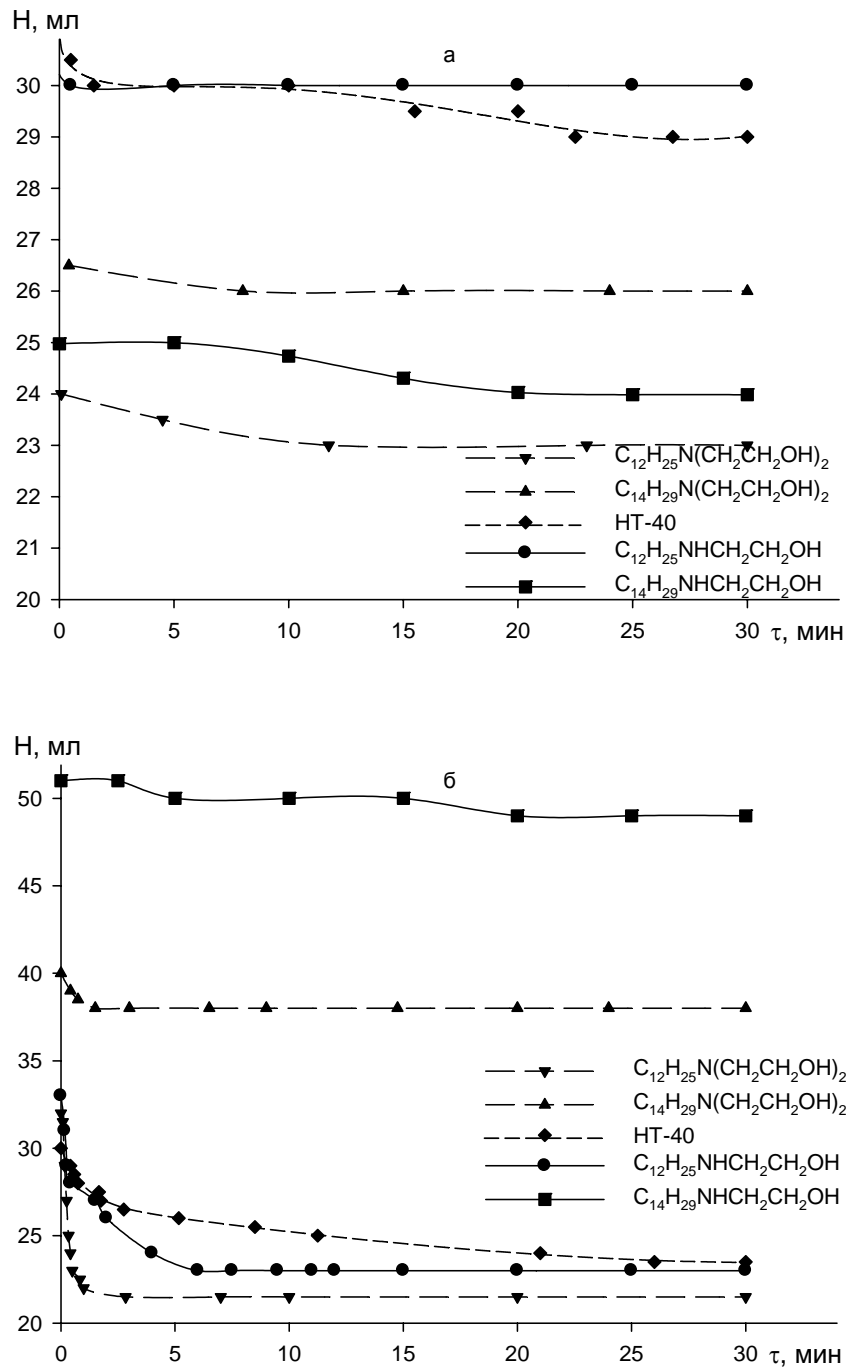 Н, мл
а
30
29
28
27
26
25
24
23
22
21
20
C₁₂H₂₅N(CH₂CH₂OH)₂
C₁₄H₂₉N(CH₂CH₂OH)₂
НТ-40
C₁₂H₂₅NHCH₂CH₂OH
C₁₄H₂₉NHCH₂CH₂OH
0 5 10 15 20 25 30 τ, мин
Н, мл
б
50
45
40
35
30
25
20
C₁₂H₂₅N(CH₂CH₂OH)₂
C₁₄H₂₉N(CH₂CH₂OH)₂
НТ-40
C₁₂H₂₅NHCH₂CH₂OH
C₁₄H₂₉NHCH₂CH₂OH
0 5 10 15 20 25 30 τ, мин